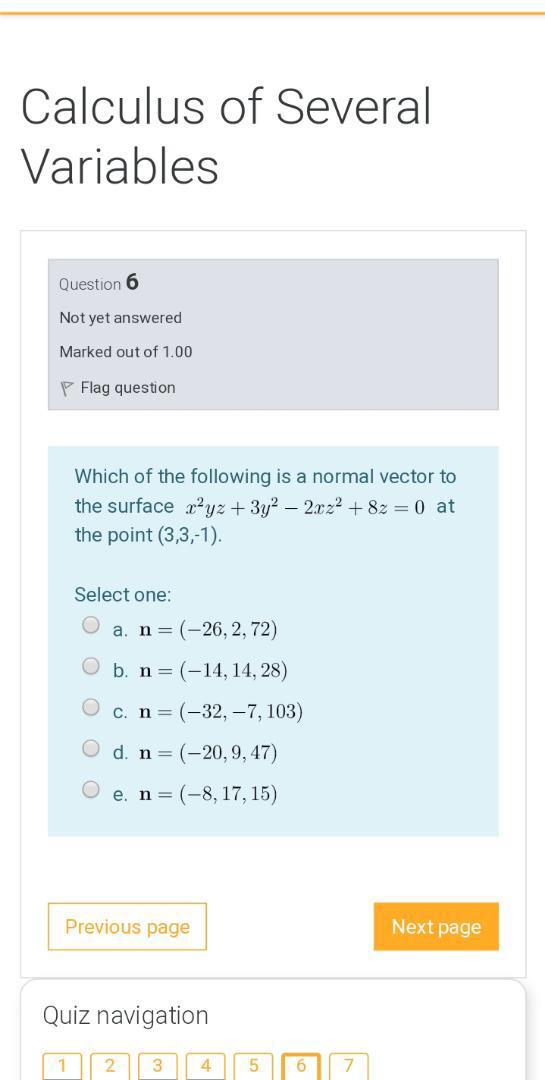 Calculus of Several
Variables
Question 6
Not yet answered
Marked out of 1.00
Flag question
Which of the following is a normal vector to
the surface x²yz + 3y² − 2xz² + 8z = 0 at
the point (3,3,-1).
Select one:
a. n = (−26, 2, 72)
b. n = (−14, 14, 28)
c. n = (−32, −7, 103)
d. n = (−20, 9, 47)
e. n = (−8, 17, 15)
Previous page Next page
Quiz navigation
1 2 3 4 5 6 7